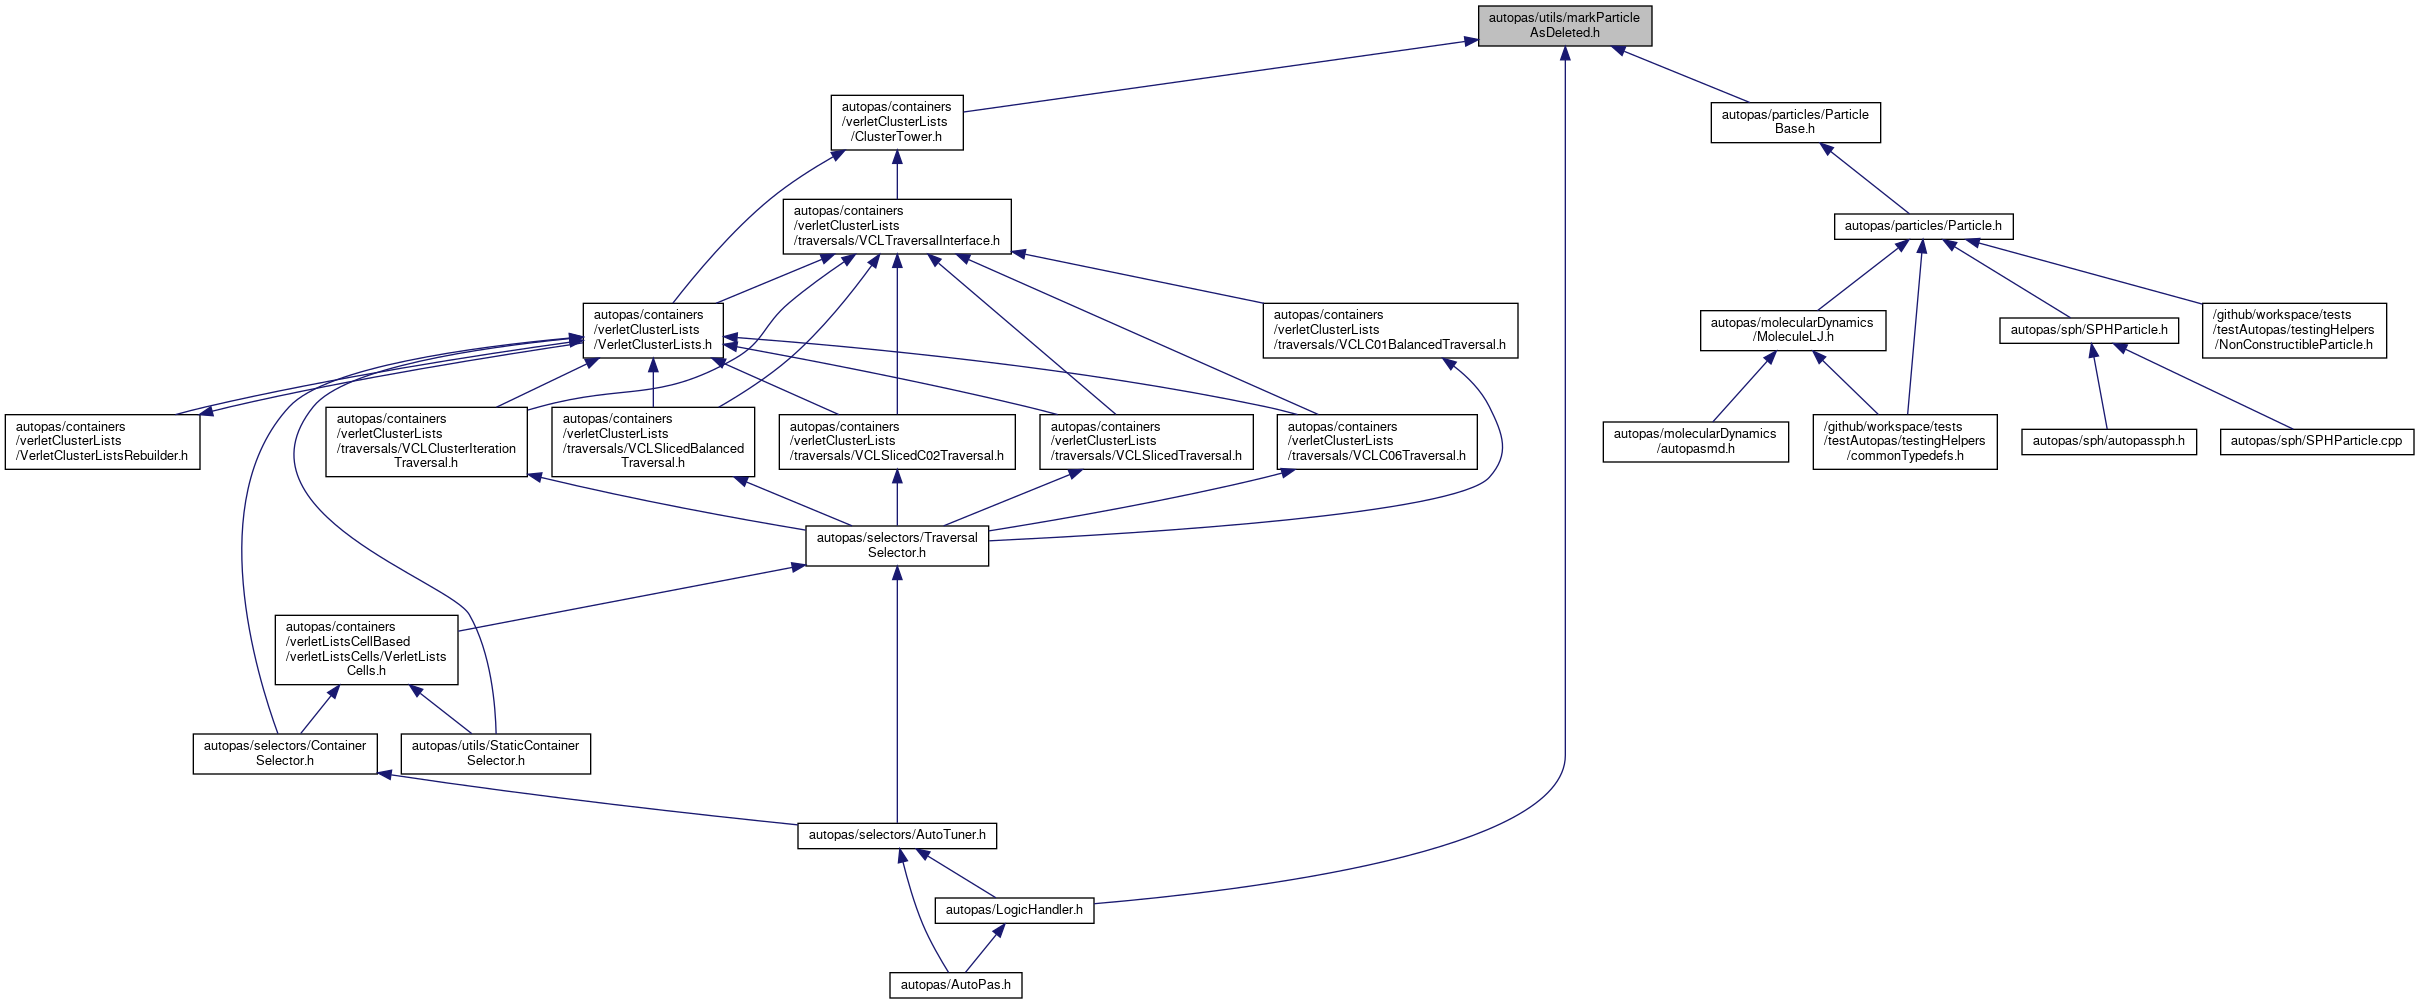 autopas/utils/markParticle
AsDeleted.h
autopas/containers
/verletClusterLists
/ClusterTower.h
autopas/particles/Particle
Base.h
autopas/containers
/verletClusterLists
/traversals/VCLTraversalInterface.h
autopas/particles/Particle.h
autopas/containers
/verletClusterLists
/VerletClusterLists.h
autopas/containers
/verletClusterLists
/traversals/VCLC01BalancedTraversal.h
autopas/molecularDynamics
/MoleculeLJ.h
autopas/sph/SPHParticle.h
/github/workspace/tests
/testAutopas/testingHelpers
/NonConstructibleParticle.h
autopas/containers
/verletClusterLists
/VerletClusterListsRebuilder.h
autopas/containers
/verletClusterLists
/traversals/VCLClusterIteration
Traversal.h
autopas/containers
/verletClusterLists
/traversals/VCLSlicedBalanced
Traversal.h
autopas/containers
/verletClusterLists
/traversals/VCLSlicedC02Traversal.h
autopas/containers
/verletClusterLists
/traversals/VCLSlicedTraversal.h
autopas/containers
/verletClusterLists
/traversals/VCLC06Traversal.h
autopas/molecularDynamics
/autopasmd.h
/github/workspace/tests
/testAutopas/testingHelpers
/commonTypedefs.h
autopas/sph/autopassph.h
autopas/sph/SPHParticle.cpp
autopas/selectors/Traversal
Selector.h
autopas/containers
/verletListsCellBased
/verletListsCells/VerletLists
Cells.h
autopas/selectors/Container
Selector.h
autopas/utils/StaticContainer
Selector.h
autopas/selectors/AutoTuner.h
autopas/LogicHandler.h
autopas/AutoPas.h